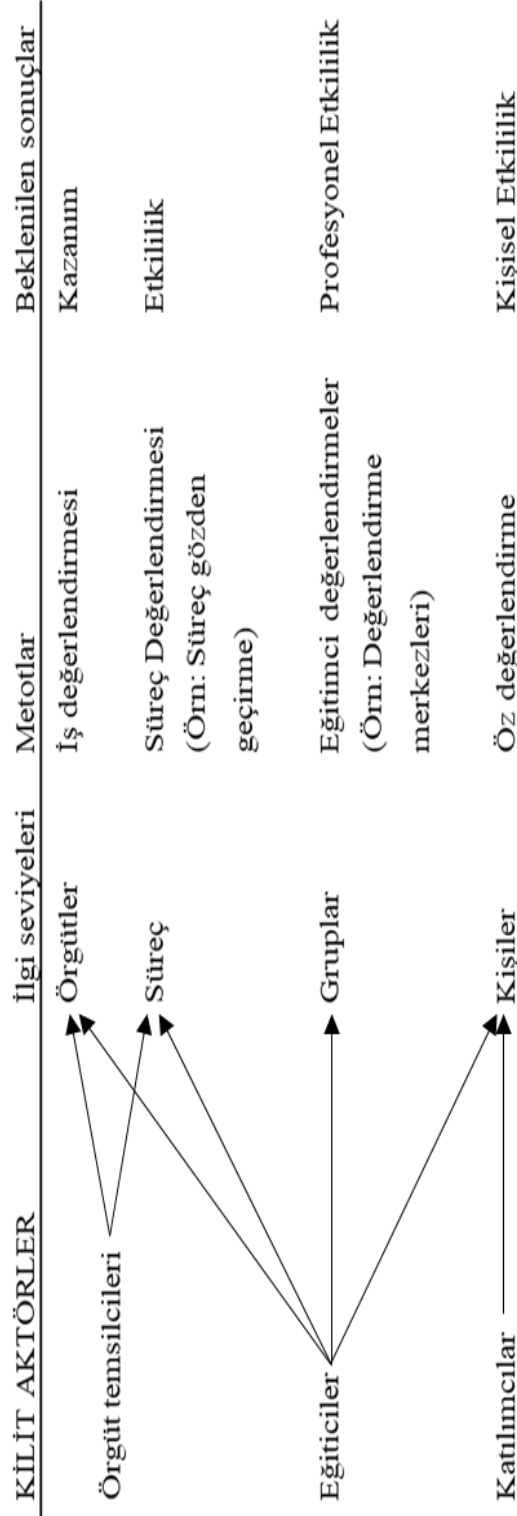 KİLİT AKTÖRLER İlgi seviyeleri Metotlar Beklenilen sonuçlar
Örgütler İş değerlendirmesi Kazanım
Örgüt temsilcileri
Süreç Süreç Değerlendirmesi Etkililik
(Örn: Süreç gözden
geçirme)
Eğiticiler Gruplar Eğitimci değerlendirmeler Profesyonel Etkililik
(Örn: Değerlendirme
merkezleri)
Katılımcılar Kişiler Öz değerlendirme Kişisel Etkililik